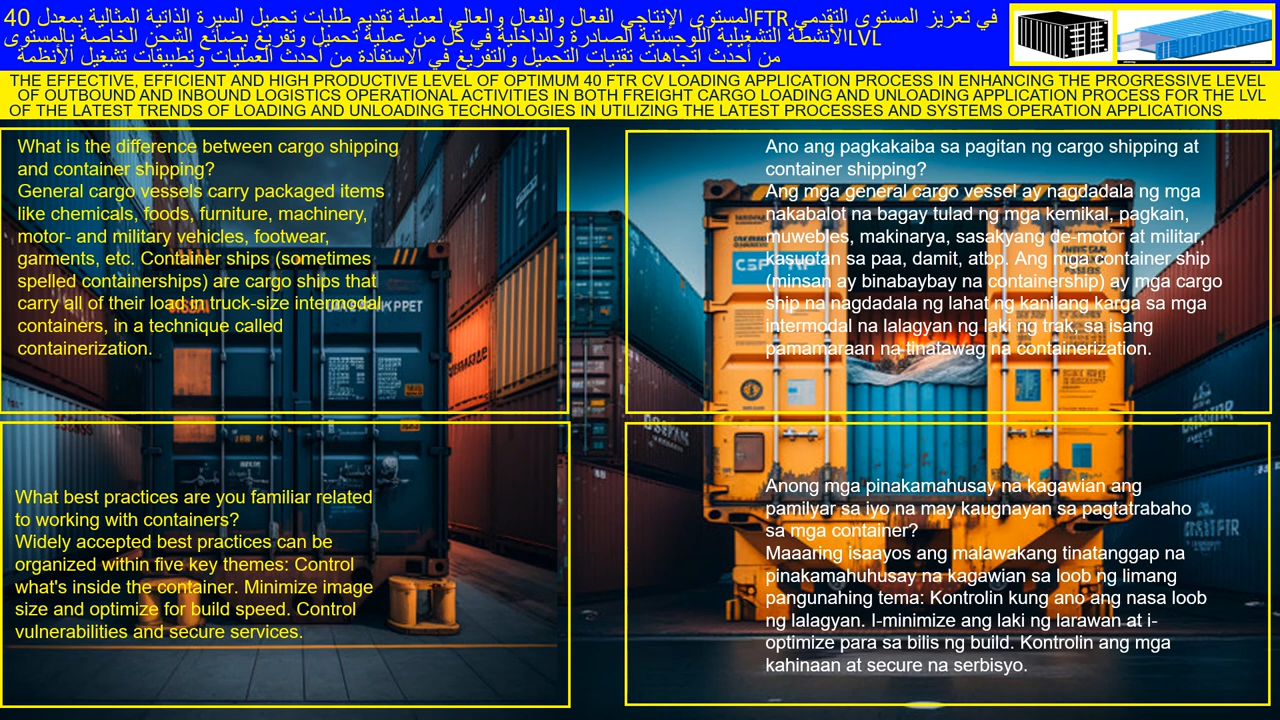 في تعزيز المستوى التقدمي FTRالمستوى الإنتاجي الفعال والفعال والعالي لعملية تقديم طلبات تحميل السيرة الذاتية المثالية بمعدل 40
LVLالأنشطة التشغيلية اللوجستية الصادرة والداخلية في كل من عملية تحميل وتفريغ بضائع الشحن الخاصة بالمستوى
من أحدث اتجاهات تقنيات التحميل والتفريغ في الاستفادة من أحدث العمليات وتطبيقات تشغيل الأنظمة
THE EFFECTIVE, EFFICIENT AND HIGH PRODUCTIVE LEVEL OF OPTIMUM 40 FTR CV LOADING APPLICATION PROCESS IN ENHANCING THE PROGRESSIVE LEVEL
OF OUTBOUND AND INBOUND LOGISTICS OPERATIONAL ACTIVITIES IN BOTH FREIGHT CARGO LOADING AND UNLOADING APPLICATION PROCESS FOR THE LVL
OF THE LATEST TRENDS OF LOADING AND UNLOADING TECHNOLOGIES IN UTILIZING THE LATEST PROCESSES AND SYSTEMS OPERATION APPLICATIONS
What is the difference between cargo shipping
and container shipping?
General cargo vessels carry packaged items
like chemicals, foods, furniture, machinery,
motor- and military vehicles, footwear,
garments, etc. Container ships (sometimes
spelled containerships) are cargo ships that
carry all of their load in truck-size intermodal
containers, in a technique called
containerization.
Ano ang pagkakaiba sa pagitan ng cargo shipping at
container shipping?
Ang mga general cargo vessel ay nagdadala ng mga
nakabalot na bagay tulad ng mga kemikal, pagkain,
muwebles, makinarya, sasakyang de-motor at militar,
kasuotan sa paa, damit, atbp. Ang mga container ship
(minsan ay binabaybay na containership) ay mga cargo
ship na nagdadala ng lahat ng kanilang karga sa mga
intermodal na lalagyan ng laki ng trak, sa isang
pamamaraan na tinatawag na containerization.
What best practices are you familiar related
to working with containers?
Widely accepted best practices can be
organized within five key themes: Control
what's inside the container. Minimize image
size and optimize for build speed. Control
vulnerabilities and secure services.
Anong mga pinakamahusay na kagawian ang
pamilyar sa iyo na may kaugnayan sa pagtatrabaho
sa mga container?
Maaaring isaayos ang malawakang tinatanggap na
pinakamahuhusay na kagawian sa loob ng limang
pangunahing tema: Kontrolin kung ano ang nasa loob
ng lalagyan. I-minimize ang laki ng larawan at i-
optimize para sa bilis ng build. Kontrolin ang mga
kahinaan at secure na serbisyo.